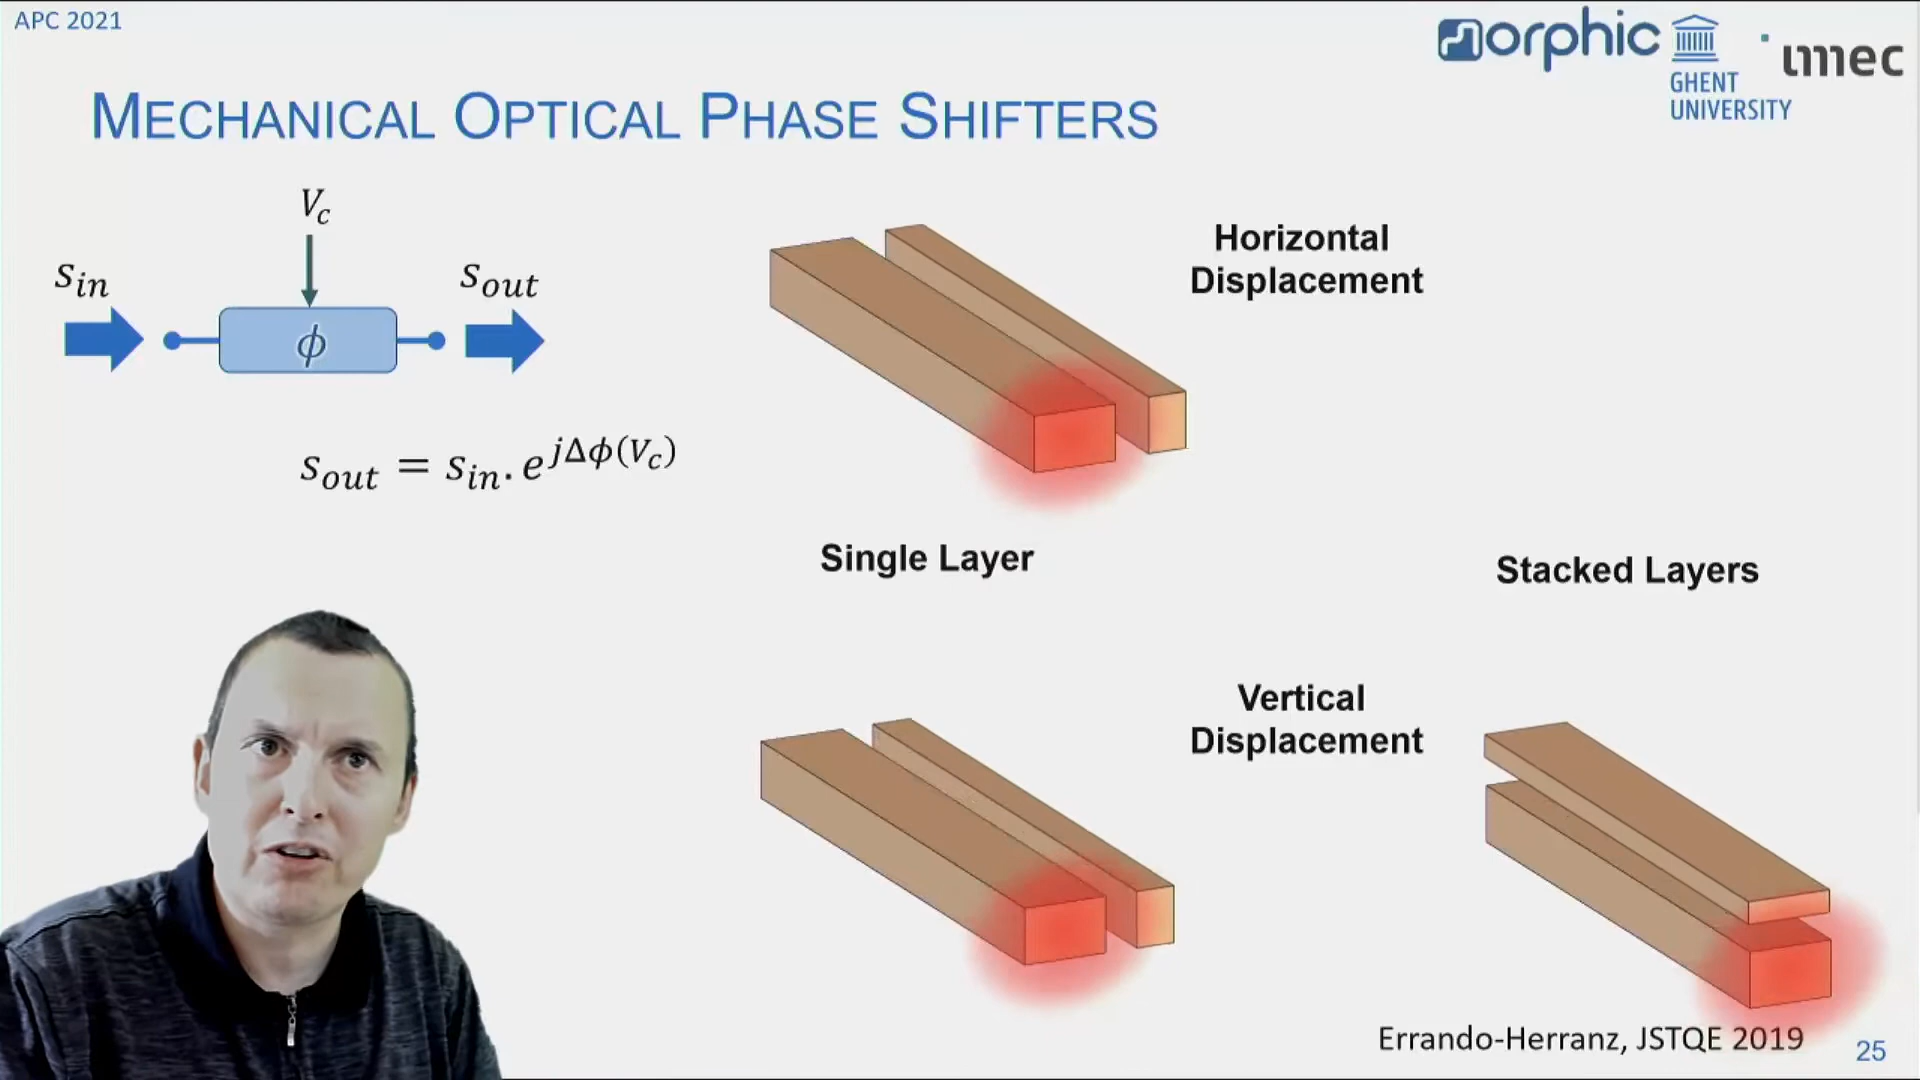 APC 2021
morphic
GHENT
UNIVERSITY
imec
MECHANICAL OPTICAL PHASE SHIFTERS
V_c
s_in
s_out
ϕ
s_out = s_in . e^{jΔϕ(V_c)}
Horizontal
Displacement
Single Layer
Stacked Layers
Vertical
Displacement
Errando-Herranz, JSTQE 2019
25